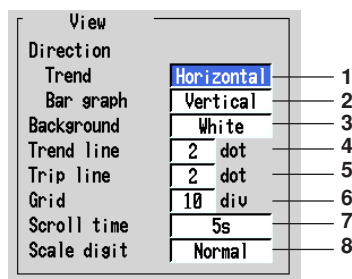 View
Direction
Trend Horizontal 1
Bar graph Vertical 2
Background White 3
Trend line 2 dot 4
Trip line 2 dot 5
Grid 10 div 6
Scroll time 5s 7
Scale digit Normal 8